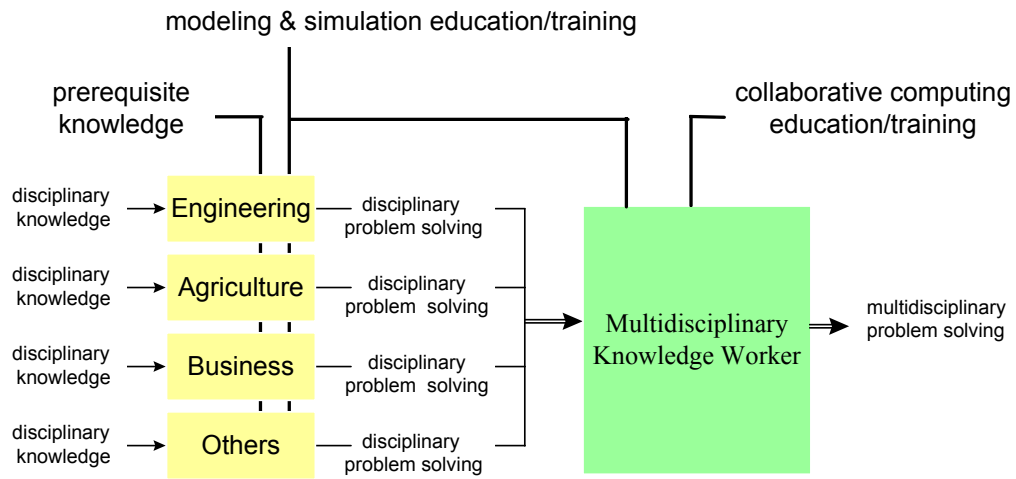 modeling & simulation education/training
prerequisite
knowledge
collaborative computing
education/training
disciplinary
knowledge
Engineering
disciplinary
problem solving
disciplinary
knowledge
Agriculture
disciplinary
problem solving
Multidisciplinary
Knowledge Worker
multidisciplinary
problem solving
disciplinary
knowledge
Business
disciplinary
problem solving
disciplinary
knowledge
Others
disciplinary
problem solving